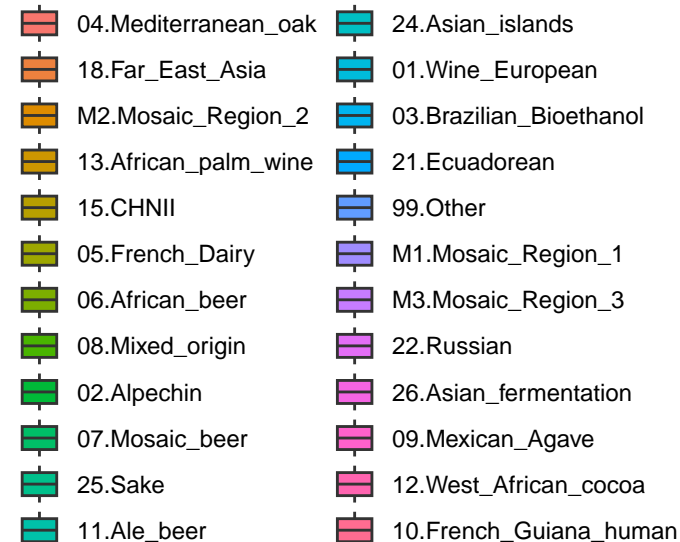 04.Mediterranean_oak
18.Far_East_Asia
M2.Mosaic_Region_2
13.African_palm_wine
15.CHNII
05.French_Dairy
06.African_beer
08.Mixed_origin
02.Alpechin
07.Mosaic_beer
25.Sake
11.Ale_beer
24.Asian_islands
01.Wine_European
03.Brazilian_Bioethanol
21.Ecuadorean
99.Other
M1.Mosaic_Region_1
M3.Mosaic_Region_3
22.Russian
26.Asian_fermentation
09.Mexican_Agave
12.West_African_cocoa
10.French_Guiana_human